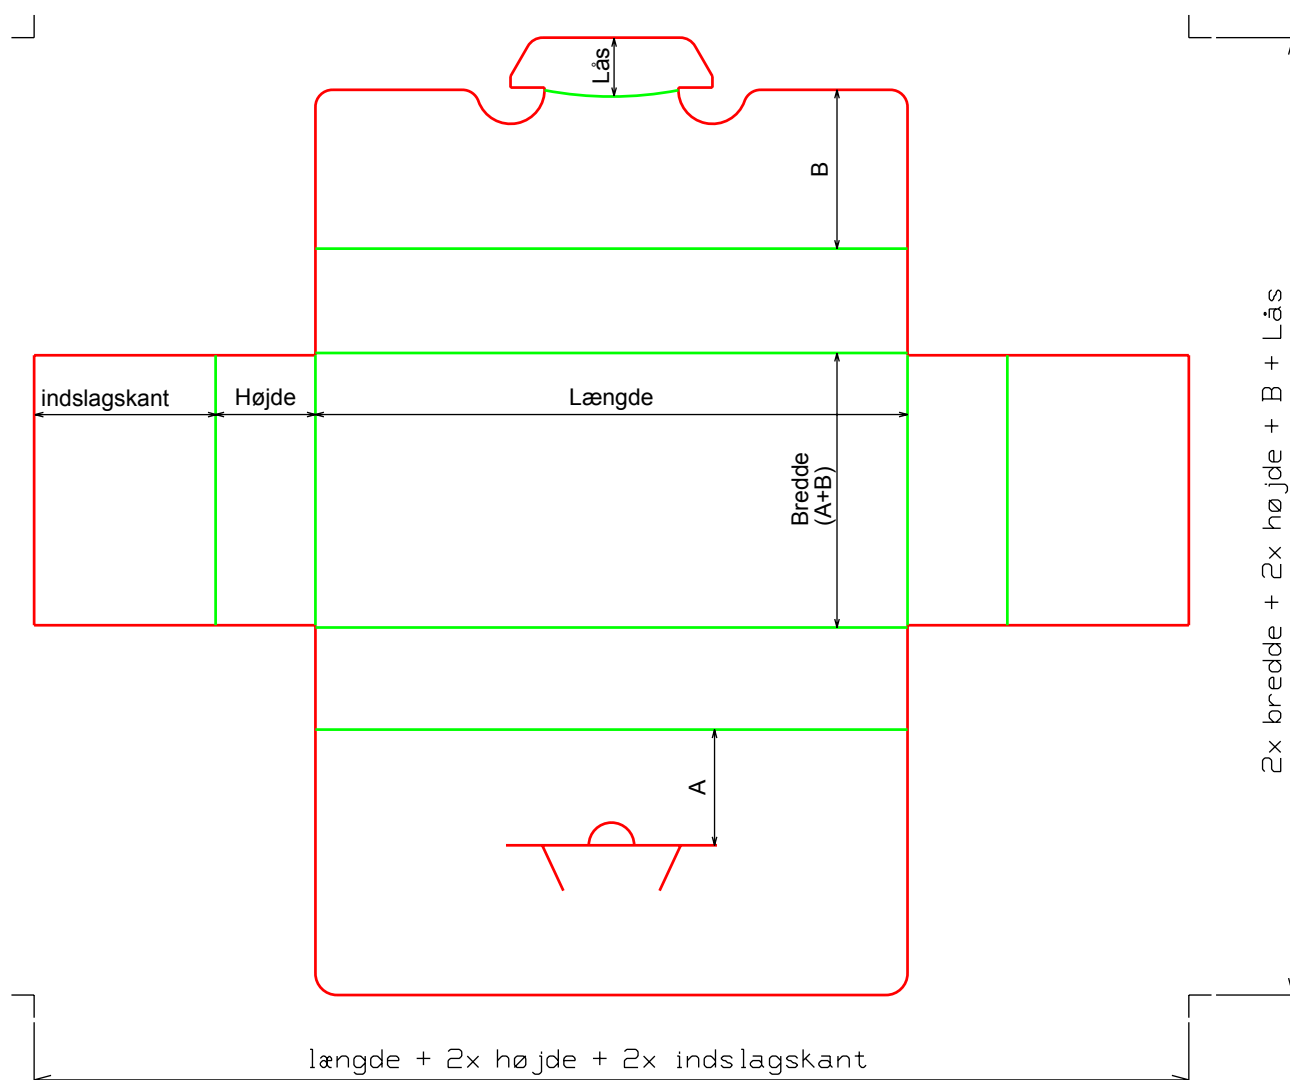 Lås
B
indslagskant
Højde
Længde
Bredde
(A+B)
A
2x bredde + 2x højde + B + Lås
længde + 2x højde + 2x indslagskant